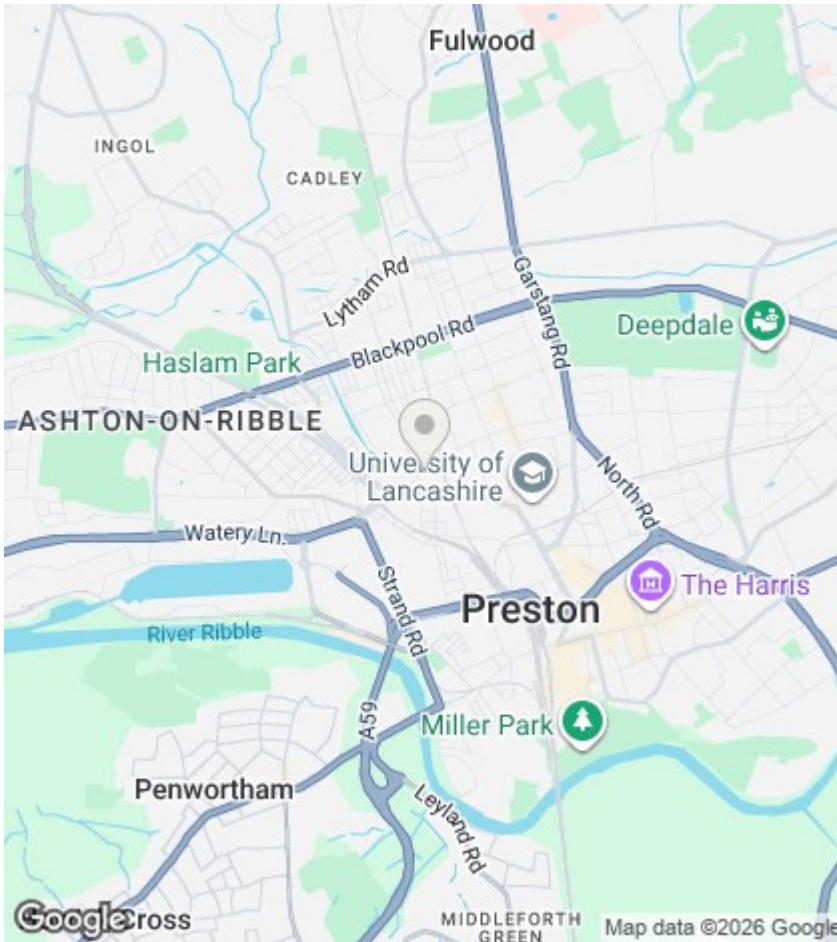 Fulwood
INGOL
CADLEY
Lytham Rd
Garstang Rd
Blackpool Rd
Deepdale
Haslam Park
ASHTON-ON-RIBBLE
University of
Lancashire
North Rd
Watery Ln.
Strand Rd
The Harris
Preston
River Ribble
Miller Park
A59
Penwortham
Leyland Rd
Google
Cross
MIDDLEFORTH
GREEN
Map data ©2026 Google